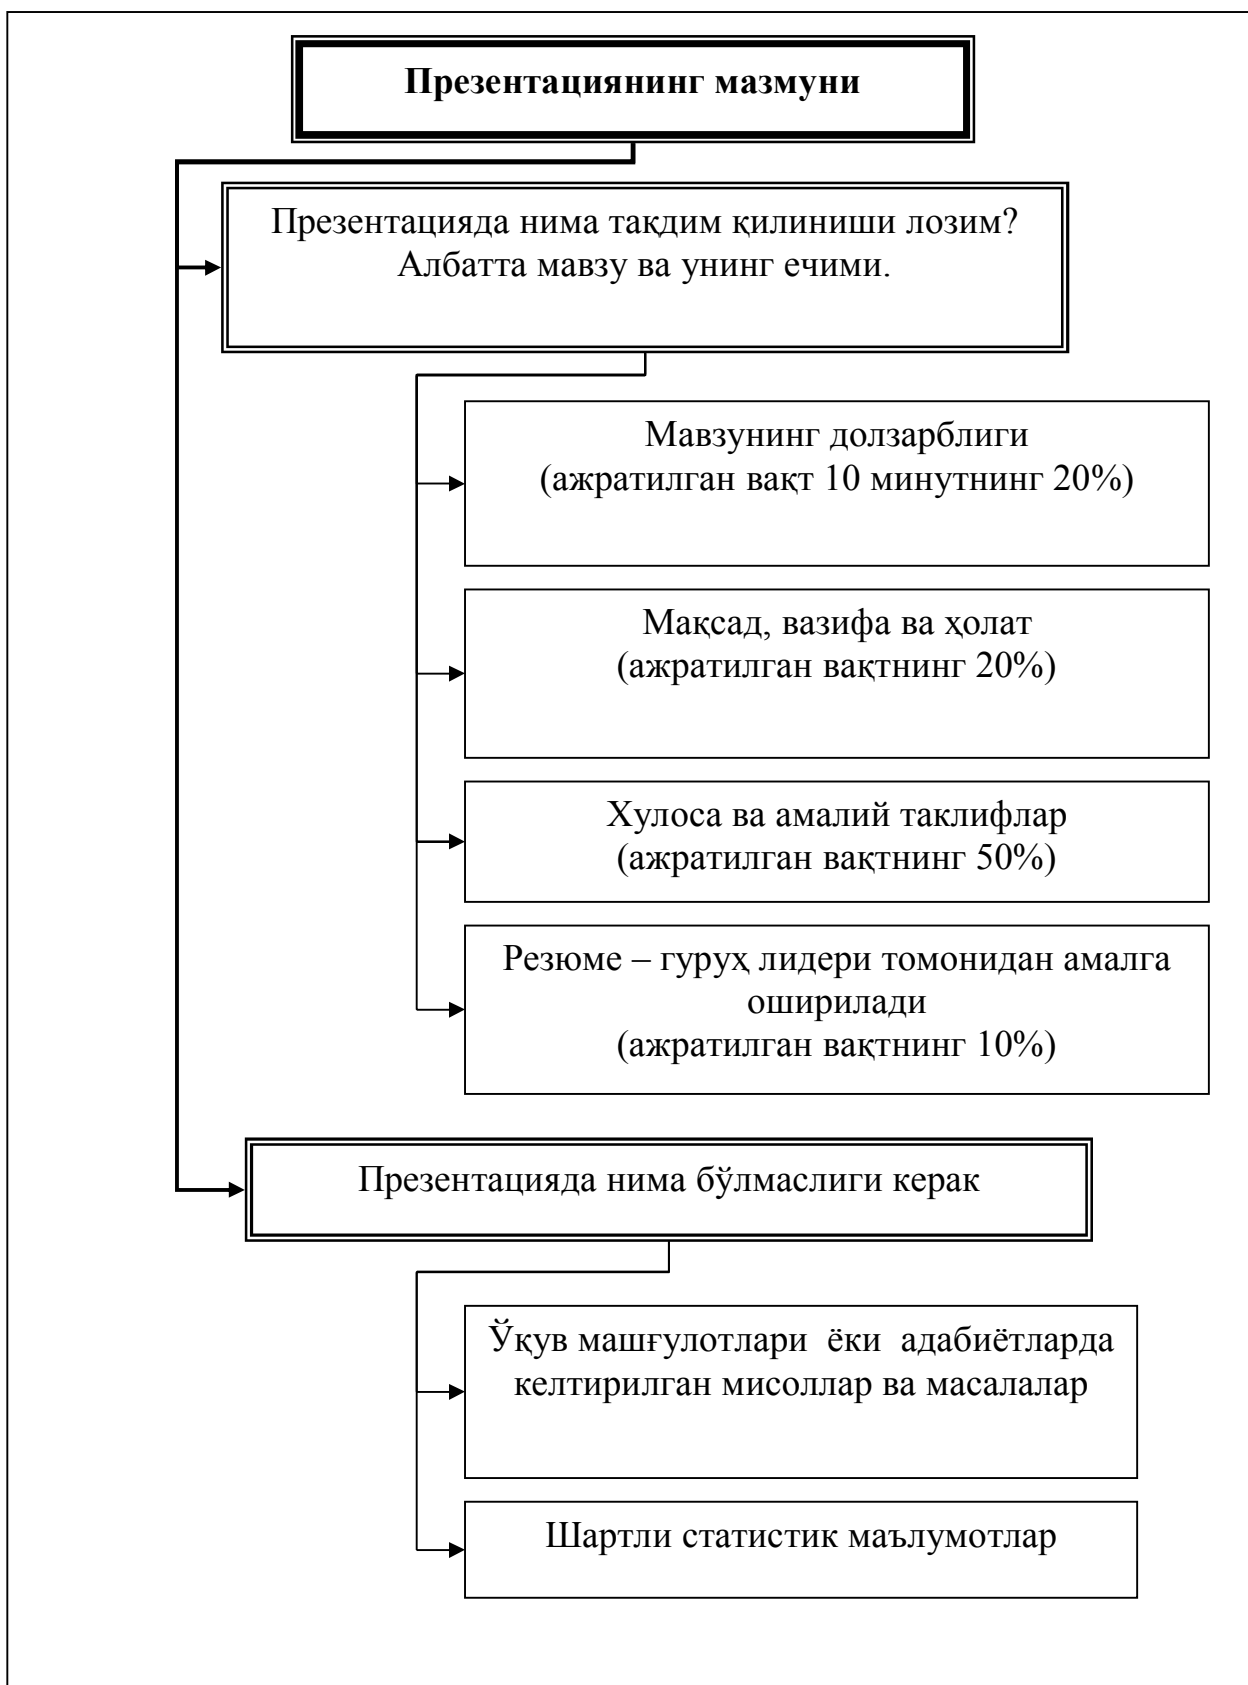 Презентациянинг мазмуни
Презентацияда нима тақдим қилиниши лозим?
Албатта мавзу ва унинг ечими.
Мавзунинг долзарблиги
(ажратилган вақт 10 минутнинг 20%)
Мақсад, вазифа ва ҳолат
(ажратилган вақтнинг 20%)
Хулоса ва амалий таклифлар
(ажратилган вақтнинг 50%)
Резюме – гуруҳ лидери томонидан амалга
оширилади
(ажратилган вақтнинг 10%)
Презентацияда нима бўлмаслиги керак
Ўқув машғулотлари ёки адабиётларда
келтирилган мисоллар ва масалалар
Шартли статистик маълумотлар